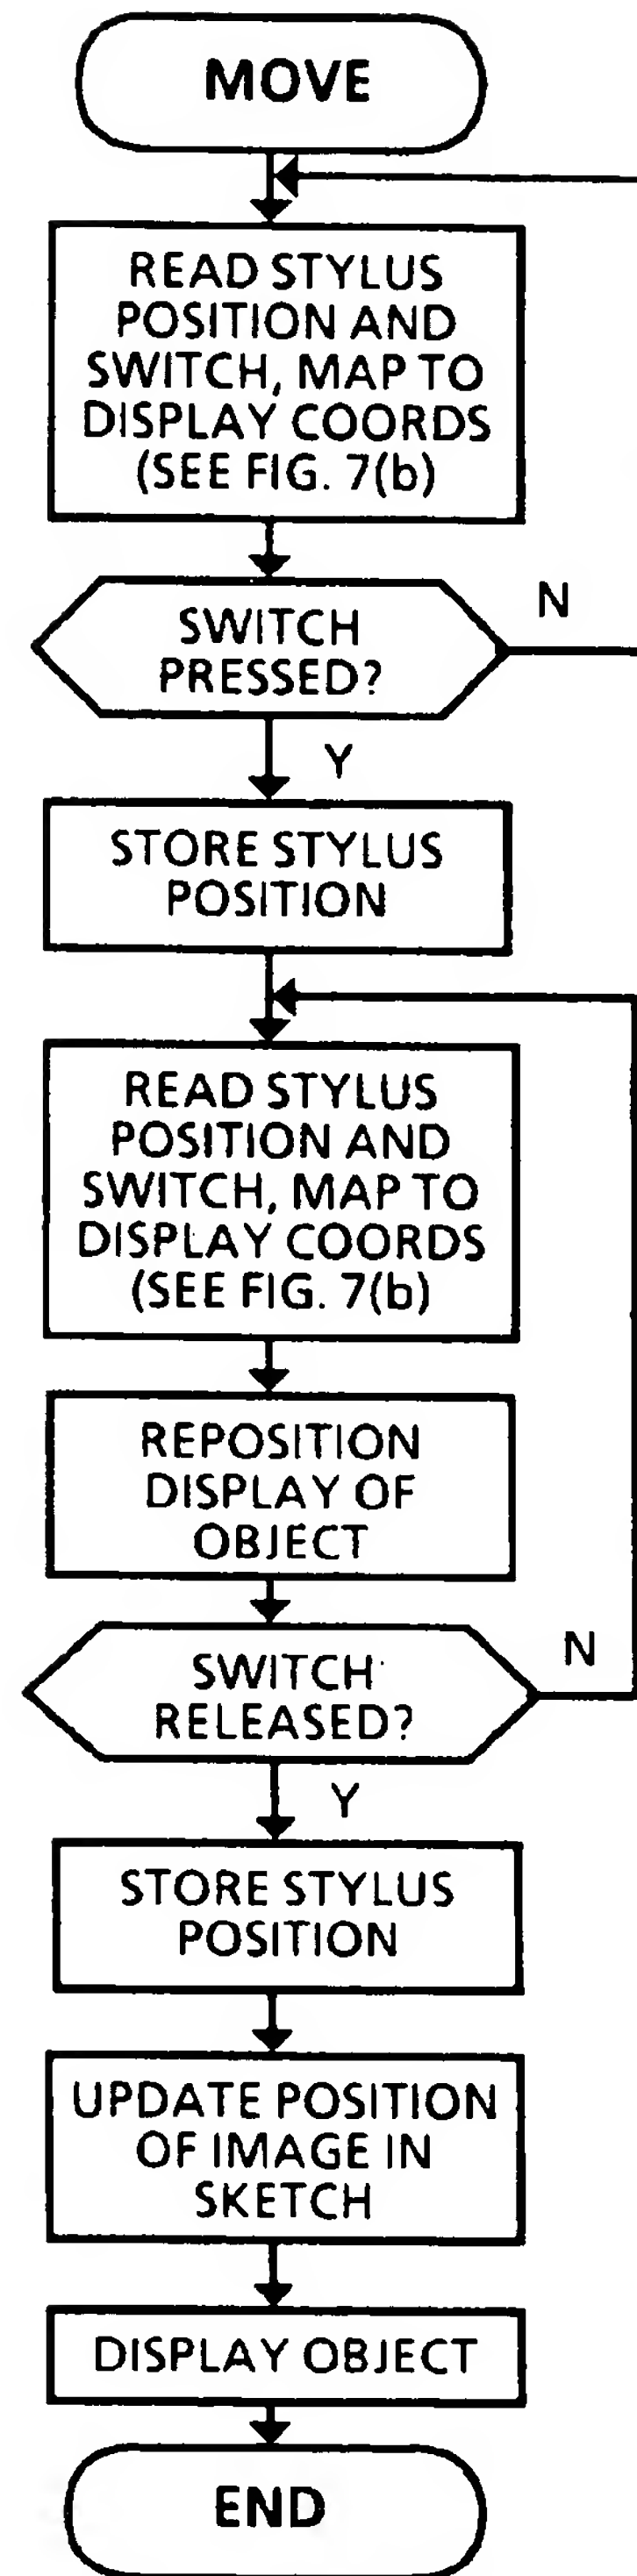 MOVE
READ STYLUS
POSITION AND
SWITCH, MAP TO
DISPLAY COORDS
(SEE FIG. 7(b)
SWITCH
PRESSED?
N
Y
STORE STYLUS
POSITION
READ STYLUS
POSITION AND
SWITCH, MAP TO
DISPLAY COORDS
(SEE FIG. 7(b)
REPOSITION
DISPLAY OF
OBJECT
SWITCH
RELEASED?
N
Y
STORE STYLUS
POSITION
UPDATE POSITION
OF IMAGE IN
SKETCH
DISPLAY OBJECT
END